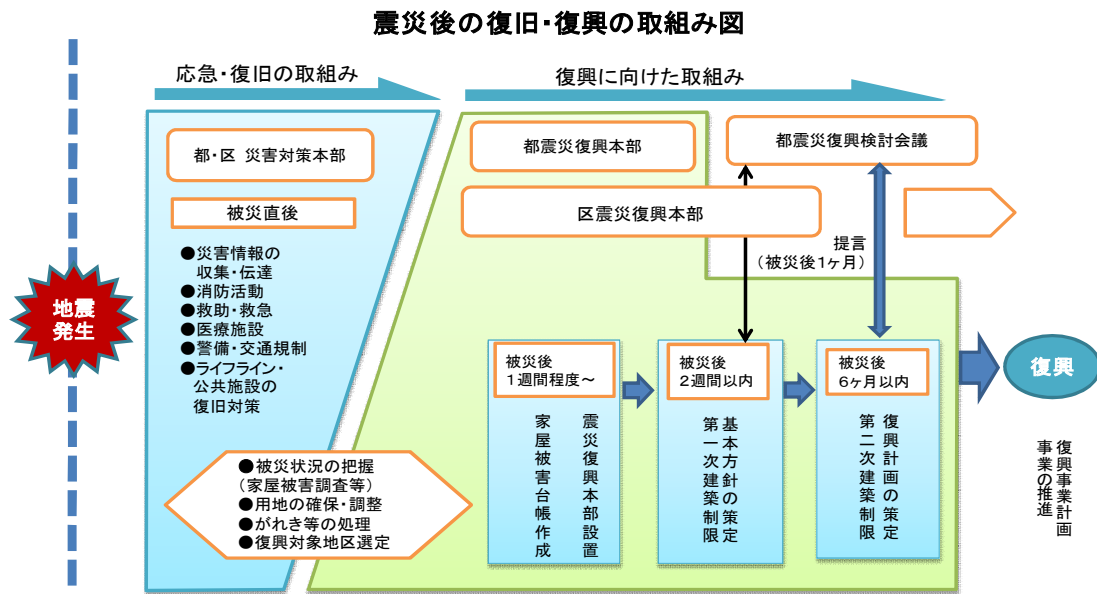 震災後の復旧・復興の取組み図
応急・復旧の取組み
復興に向けた取組み
都・区 災害対策本部
被災直後
●災害情報の
収集・伝達
●消防活動
●救助・救急
●医療施設
●警備・交通規制
●ライフライン・
公共施設の
復旧対策
地震
発生
●被災状況の把握
（家屋被害調査等）
●用地の確保・調整
●がれき等の処理
●復興対象地区選定
都震災復興本部
都震災復興検討会議
区震災復興本部
提言
（被災後1ヶ月）
被災後
1週間程度～
震災復興本部設置
家屋被害台帳作成
被災後
2週間以内
基本方針の策定
第一次建築制限
被災後
6ヶ月以内
復興計画の策定
第二次建築制限
復興
復興事業計画
事業の推進